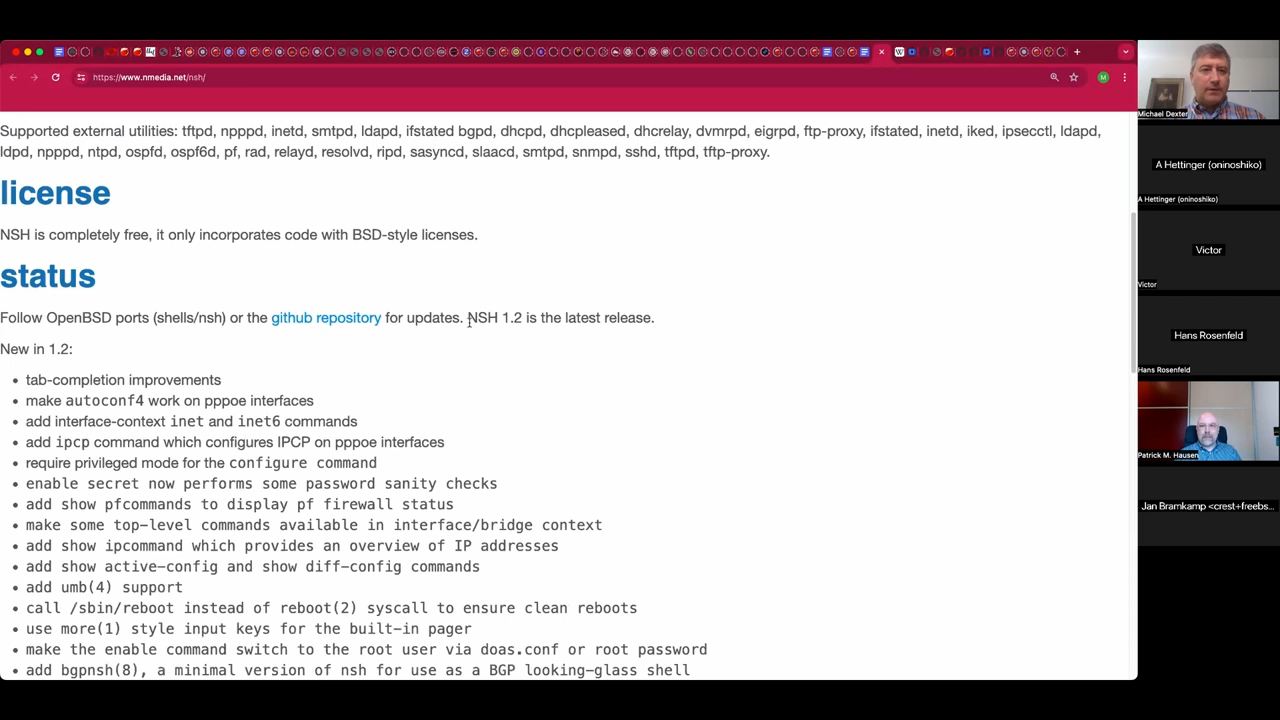 https://www.nmedia.net/nsh/
M
Supported external utilities: tftpd, npppd, inetd, smtpd, ldapd, ifstated bgpd, dhcpd, dhcpleased, dhcrelay, dvmrpd, eigrpd, ftp-proxy, ifstated, inetd, iked, ipsecctl, ldapd,
ldpd, npppd, ntpd, ospfd, ospf6d, pf, rad, relayd, resolvd, ripd, sasyncd, slaacd, smtpd, snmpd, sshd, tftpd, tftp-proxy.
license
NSH is completely free, it only incorporates code with BSD-style licenses.
status
Follow OpenBSD ports (shells/nsh) or the github repository for updates. NSH 1.2 is the latest release.
New in 1.2:
• tab-completion improvements
• make autoconf4 work on pppoe interfaces
• add interface-context inet and inet6 commands
• add ipcp command which configures IPCP on pppoe interfaces
• require privileged mode for the configure command
• enable secret now performs some password sanity checks
• add show pfcommands to display pf firewall status
• make some top-level commands available in interface/bridge context
• add show ipcommand which provides an overview of IP addresses
• add show active-config and show diff-config commands
• add umb(4) support
• call /sbin/reboot instead of reboot(2) syscall to ensure clean reboots
• use more(1) style input keys for the built-in pager
• make the enable command switch to the root user via doas.conf or root password
• add bgpnsh(8), a minimal version of nsh for use as a BGP looking-glass shell
Michael Dexter
A Hettinger (oninoshiko)
A Hettinger (oninoshiko)
Victor
Victor
Hans Rosenfeld
Hans Rosenfeld
Patrick M. Hausen
Jan Bramkamp <crest+freebs...